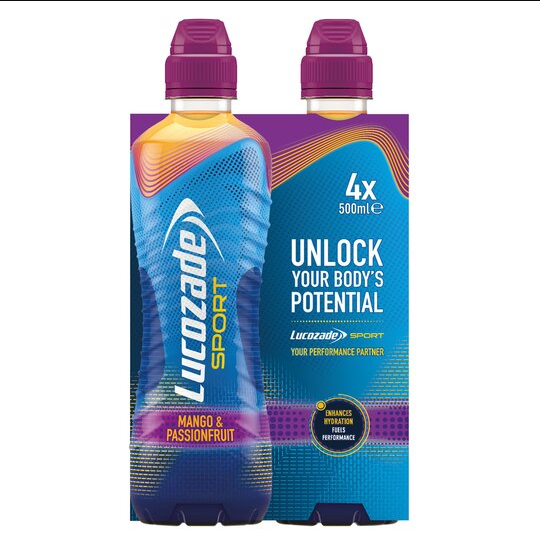 Lucozade
SPORT
MANGO &
PASSIONFRUIT
4x
500ml ℮
UNLOCK
YOUR BODY'S
POTENTIAL
Lucozade SPORT
YOUR PERFORMANCE PARTNER
ENHANCES
HYDRATION
FUELS
PERFORMANCE